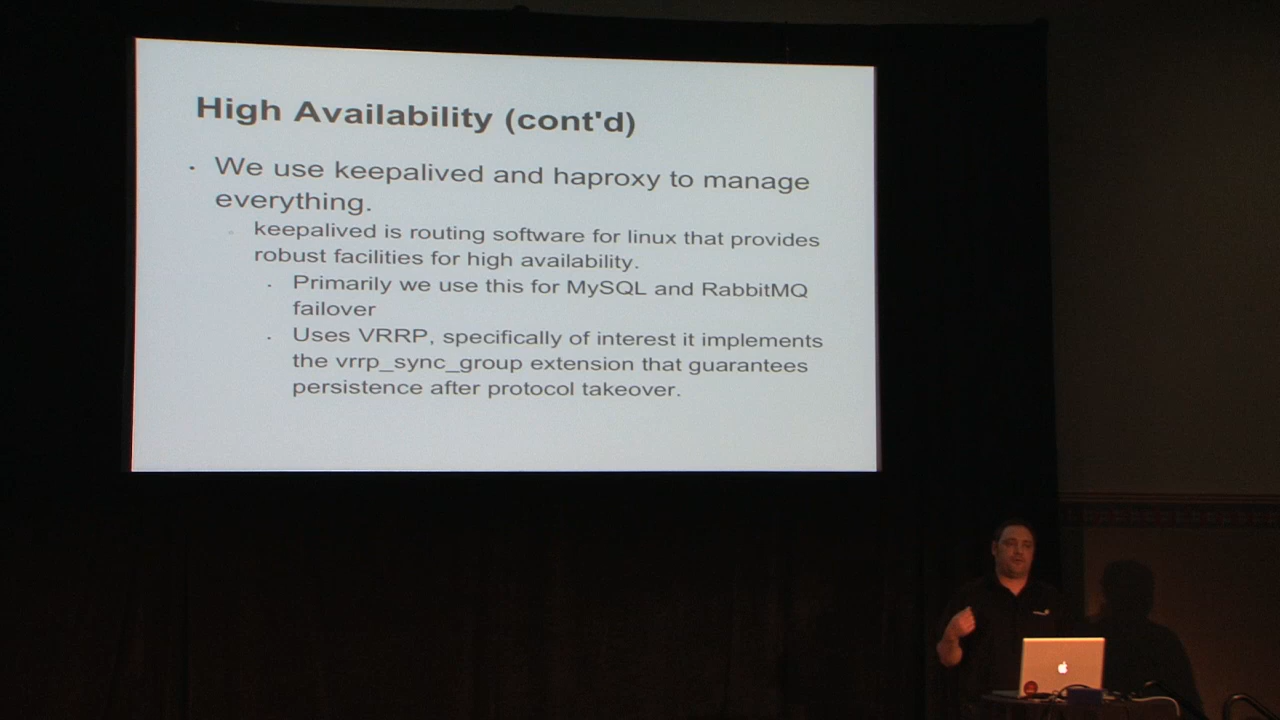 High Availability (cont'd)
We use keepalived and haproxy to manage
everything.
keepalived is routing software for linux that provides
robust facilities for high availability.
Primarily we use this for MySQL and RabbitMQ
failover
Uses VRRP, specifically of interest it implements
the vrrp_sync_group extension that guarantees
persistence after protocol takeover.